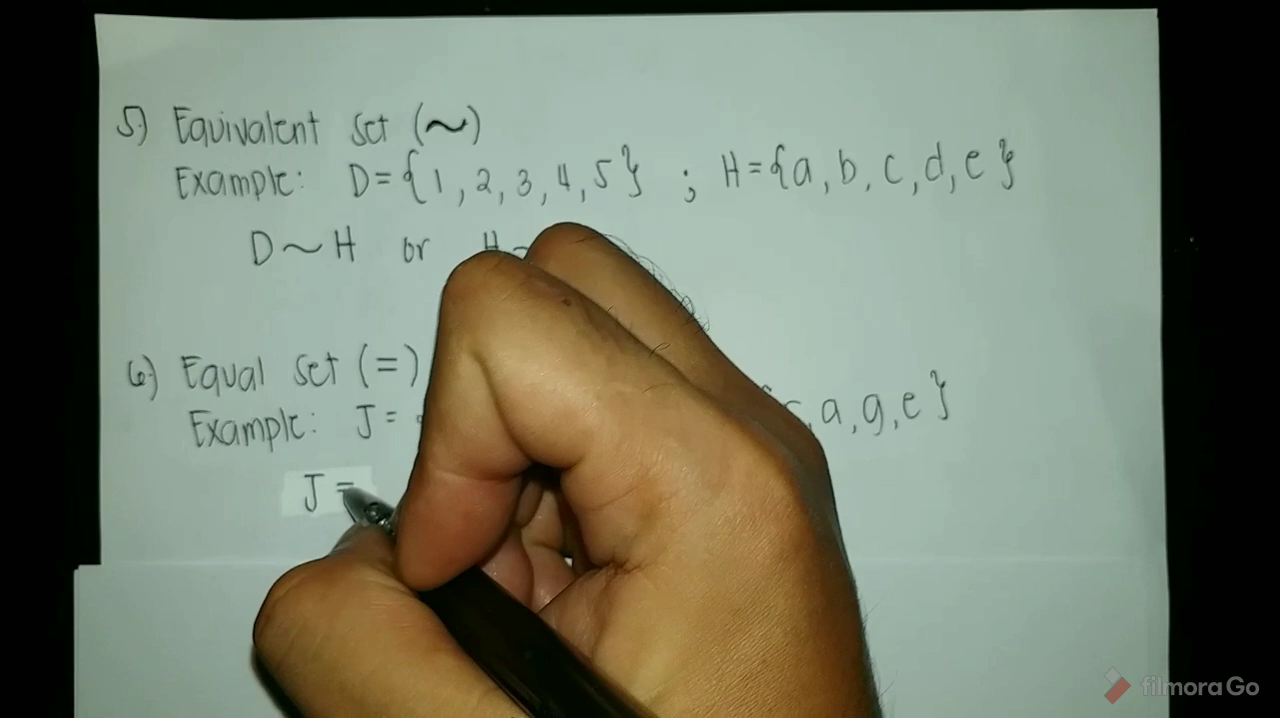 5) Equivalent set (~)
Example: D = {1, 2, 3, 4, 5} ; H = {a, b, c, d, e}
D ~ H or H ~
6) Equal set (=)
Example: J = , a, g, e}
J =
filmoraGo